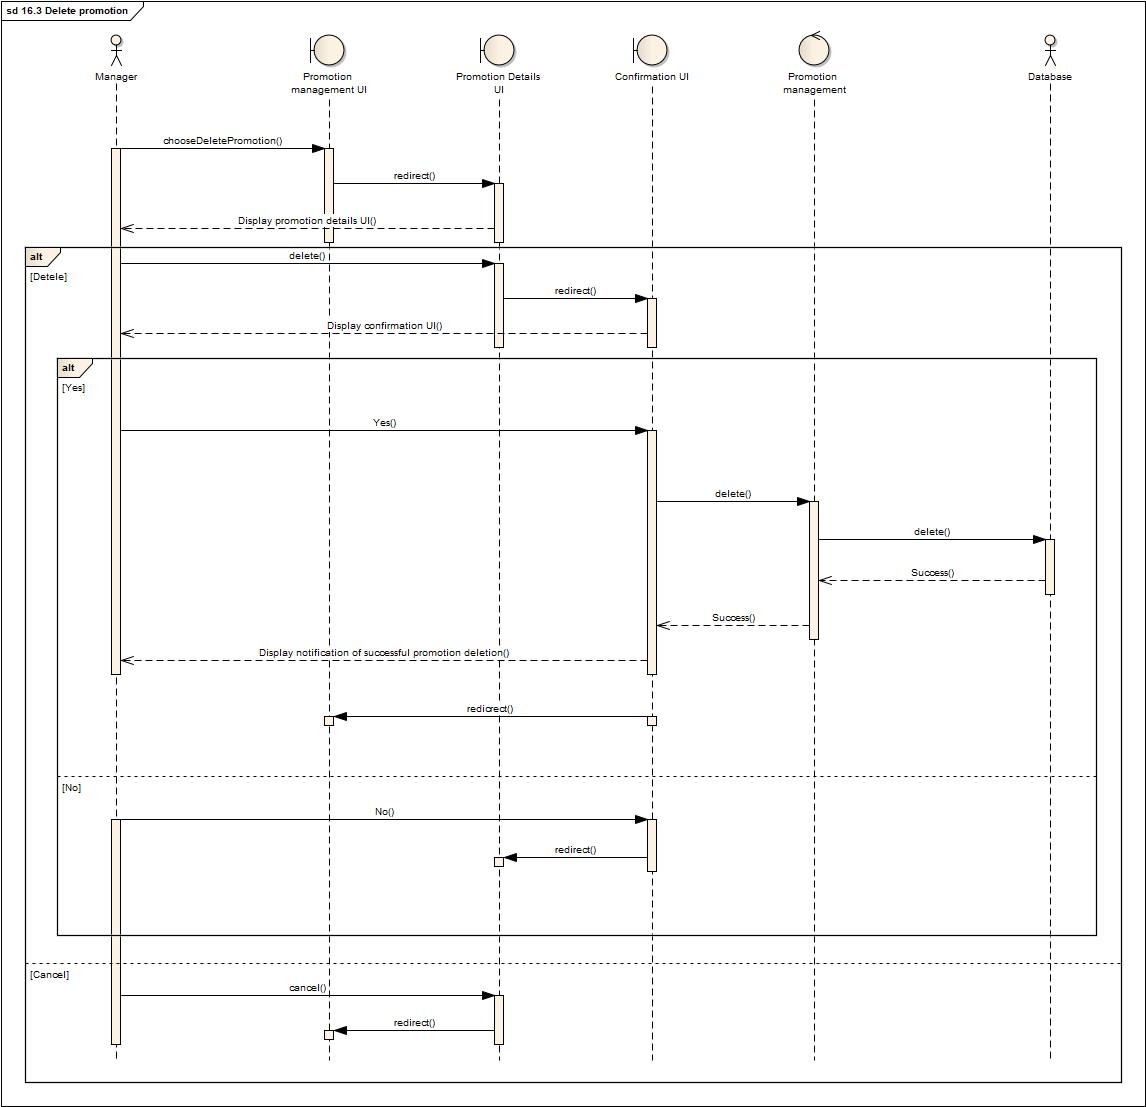 sd 16.3 Delete promotion
Manager
Promotion
management UI
Promotion Details
UI
Confirmation UI
Promotion
management
Database
chooseDeletePromotion()
redirect()
Display promotion details UI()
alt
[Detele]
delete()
redirect()
Display confirmation UI()
alt
[Yes]
Yes()
delete()
delete()
Success()
Success()
Display notification of successful promotion deletion()
redicrect()
[No]
No()
redirect()
[Cancel]
cancel()
redirect()